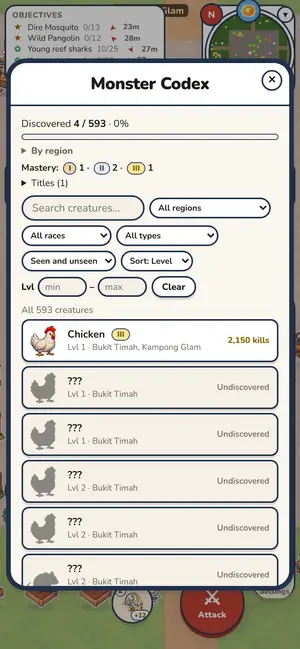 OBJECTIVES
Dire Mosquito 0/13 23m
Wild Pangolin 0/12 28m
Young reef sharks 10/25 27m
Glam
N
Monster Codex
×
Discovered 4 / 593 · 0%
▶ By region
Mastery: I 1 · II 2 · III 1
▶ Titles (1)
Search creatures...
All regions
All races
All types
Seen and unseen
Sort: Level
Lvl min – max Clear
All 593 creatures
Chicken III
Lvl 1 · Bukit Timah, Kampong Glam
2,150 kills
???
Lvl 1 · Bukit Timah
Undiscovered
???
Lvl 1 · Bukit Timah
Undiscovered
???
Lvl 2 · Bukit Timah
Undiscovered
???
Lvl 2 · Bukit Timah
Undiscovered
???
Lvl 2 · Bukit Timah
Undiscovered
+12
Attack
Settings